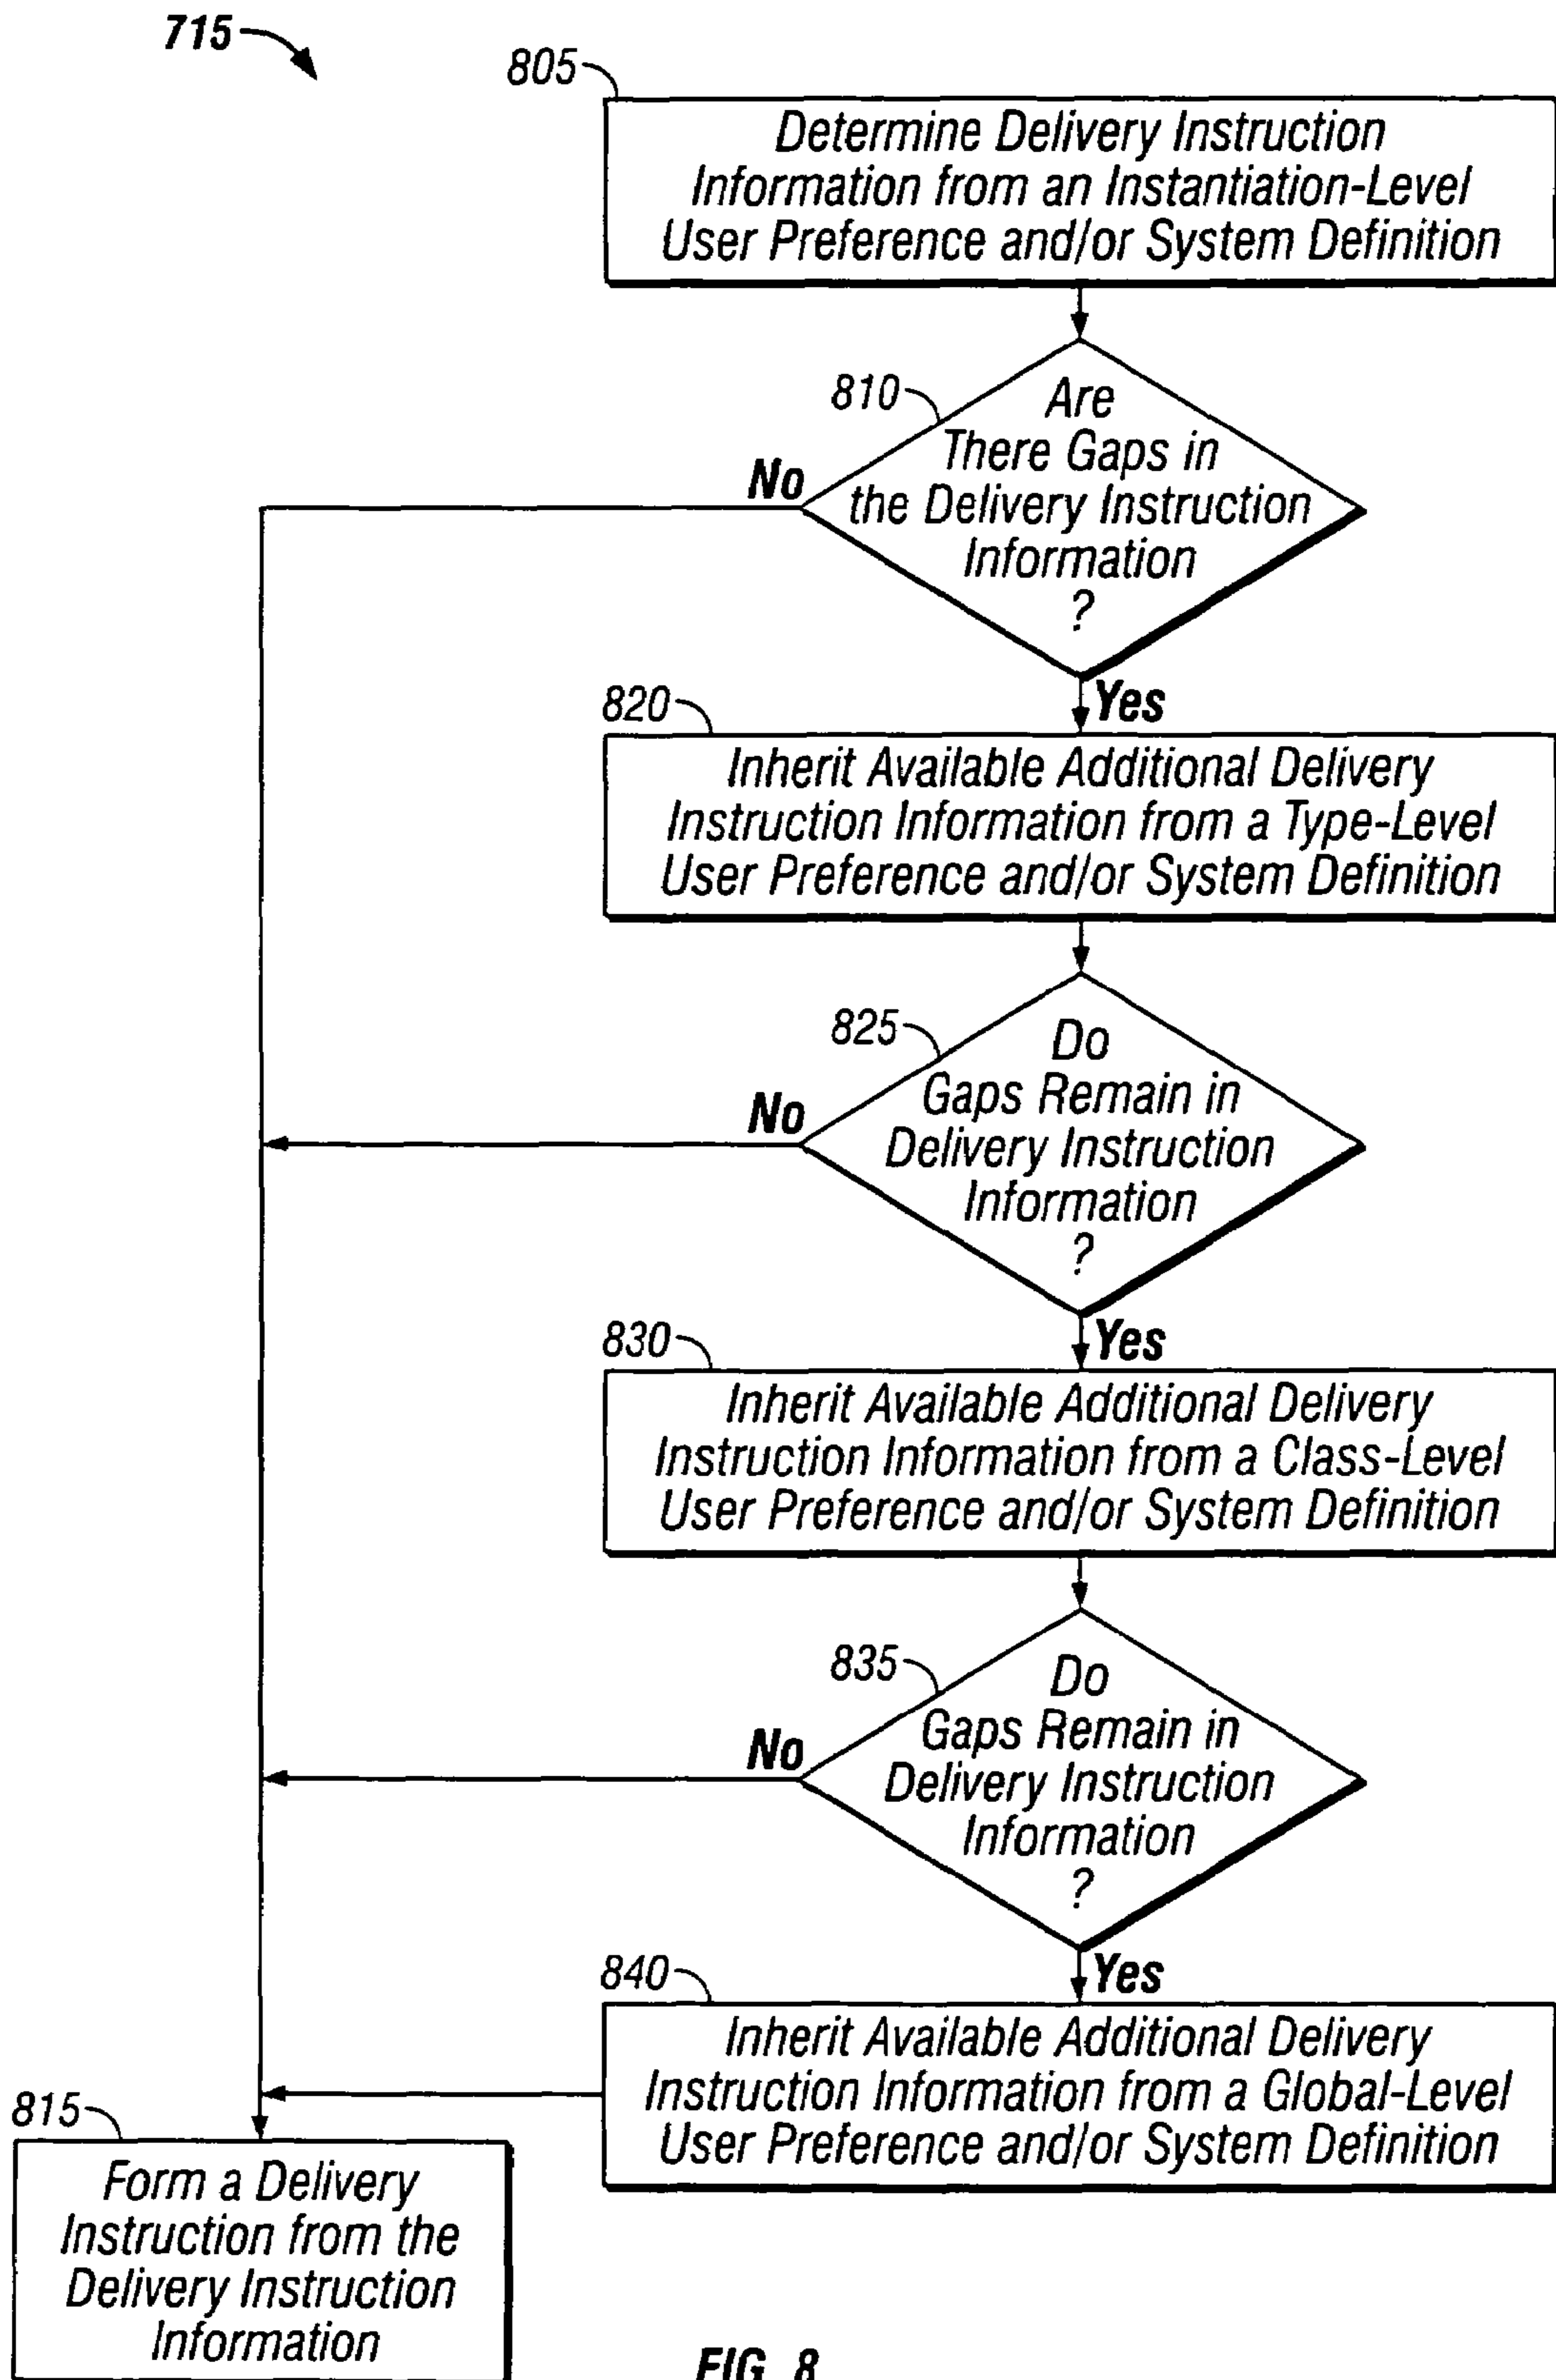 715
805
Determine Delivery Instruction
Information from an Instantiation-Level
User Preference and/or System Definition
810
Are
There Gaps in
the Delivery Instruction
Information
?
No
Yes
820
Inherit Available Additional Delivery
Instruction Information from a Type-Level
User Preference and/or System Definition
825
Do
Gaps Remain in
Delivery Instruction
Information
?
No
Yes
830
Inherit Available Additional Delivery
Instruction Information from a Class-Level
User Preference and/or System Definition
835
Do
Gaps Remain in
Delivery Instruction
Information
?
No
Yes
840
Inherit Available Additional Delivery
Instruction Information from a Global-Level
User Preference and/or System Definition
815
Form a Delivery
Instruction from the
Delivery Instruction
Information
FIG. 8